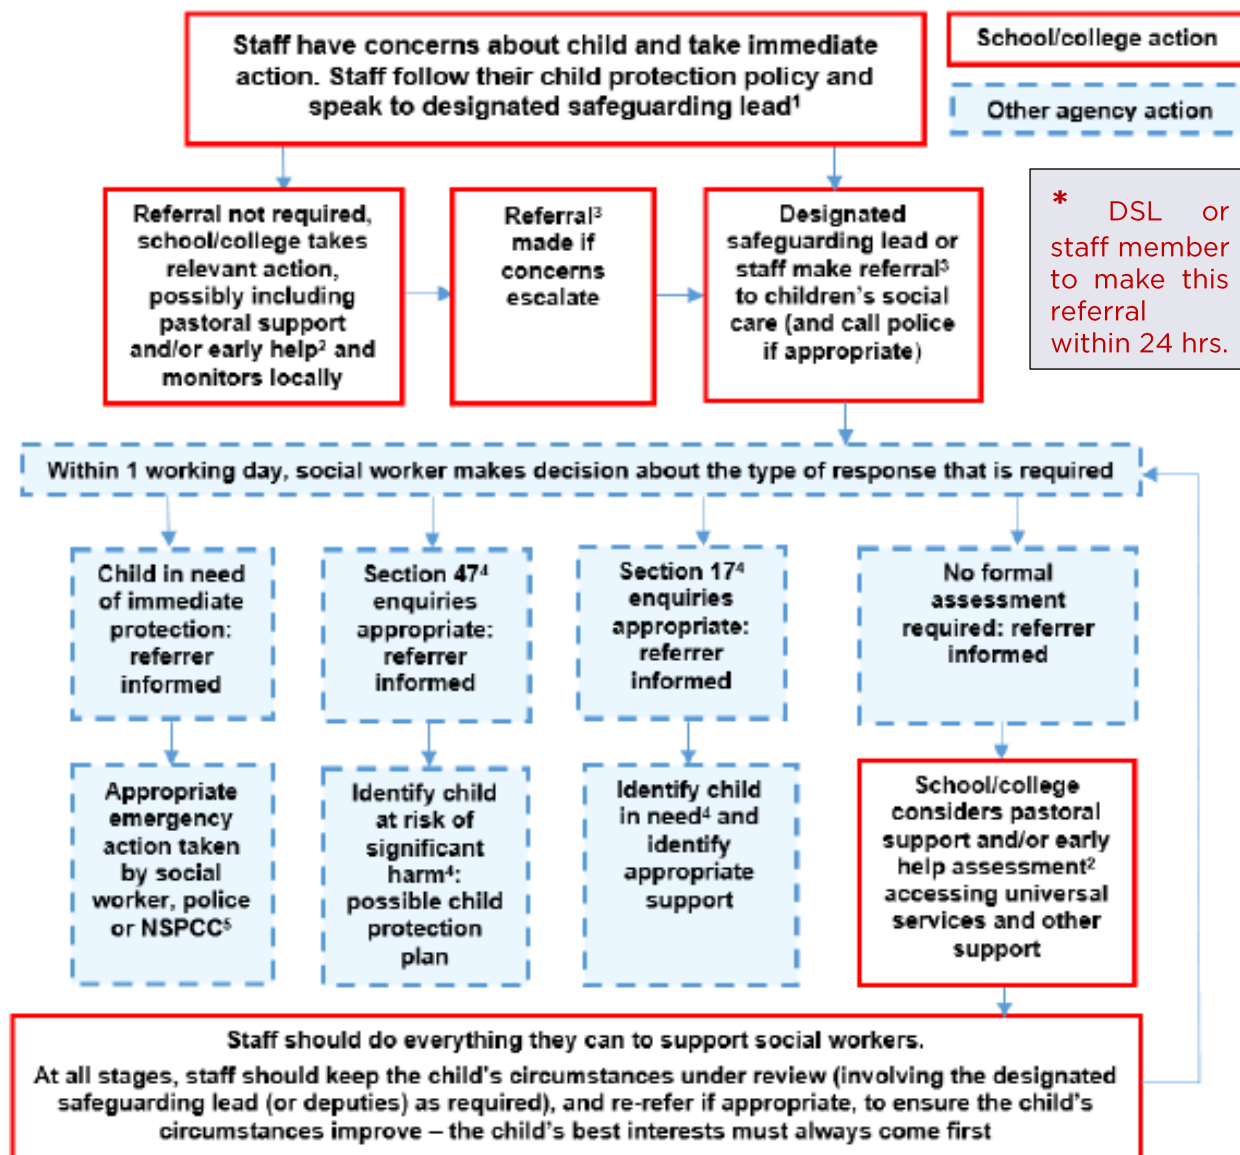 Staff have concerns about child and take immediate
action. Staff follow their child protection policy and
speak to designated safeguarding lead¹
School/college action
Other agency action
* DSL or
staff member
to make this
referral
within 24 hrs.
Referral not required,
school/college takes
relevant action,
possibly including
pastoral support
and/or early help² and
monitors locally
Referral³
made if
concerns
escalate
Designated
safeguarding lead or
staff make referral³
to children's social
care (and call police
if appropriate)
Within 1 working day, social worker makes decision about the type of response that is required
Child in need
of immediate
protection:
referrer
informed
Section 47⁴
enquiries
appropriate:
referrer
informed
Section 17⁴
enquiries
appropriate:
referrer
informed
No formal
assessment
required: referrer
informed
Appropriate
emergency
action taken
by social
worker, police
or NSPCC⁵
Identify child
at risk of
significant
harm⁴:
possible child
protection
plan
Identify child
in need⁴ and
identify
appropriate
support
School/college
considers pastoral
support and/or early
help assessment²
accessing universal
services and other
support
Staff should do everything they can to support social workers.
At all stages, staff should keep the child's circumstances under review (involving the designated
safeguarding lead (or deputies) as required), and re-refer if appropriate, to ensure the child's
circumstances improve – the child's best interests must always come first